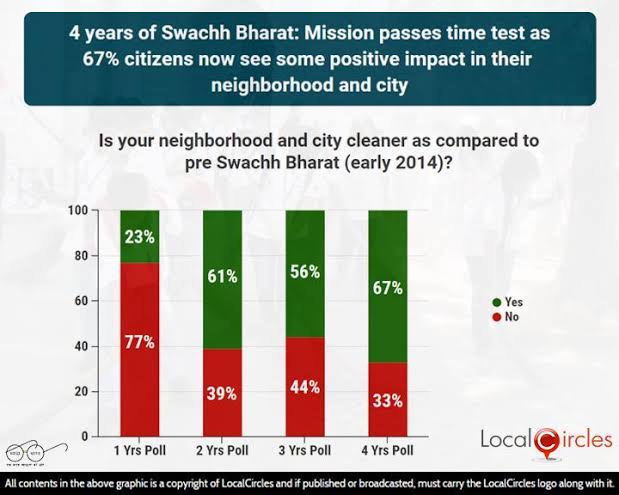 4 years of Swachh Bharat: Mission passes time test as
67% citizens now see some positive impact in their
neighborhood and city
Is your neighborhood and city cleaner as compared to
pre Swachh Bharat (early 2014)?
100
80
60
40
20
0
23%
77%
61%
39%
56%
44%
67%
33%
1 Yrs Poll
2 Yrs Poll
3 Yrs Poll
4 Yrs Poll
Yes
No
LocalCircles
All contents in the above graphic is a copyright of LocalCircles and if published or broadcasted, must carry the LocalCircles logo along with it.